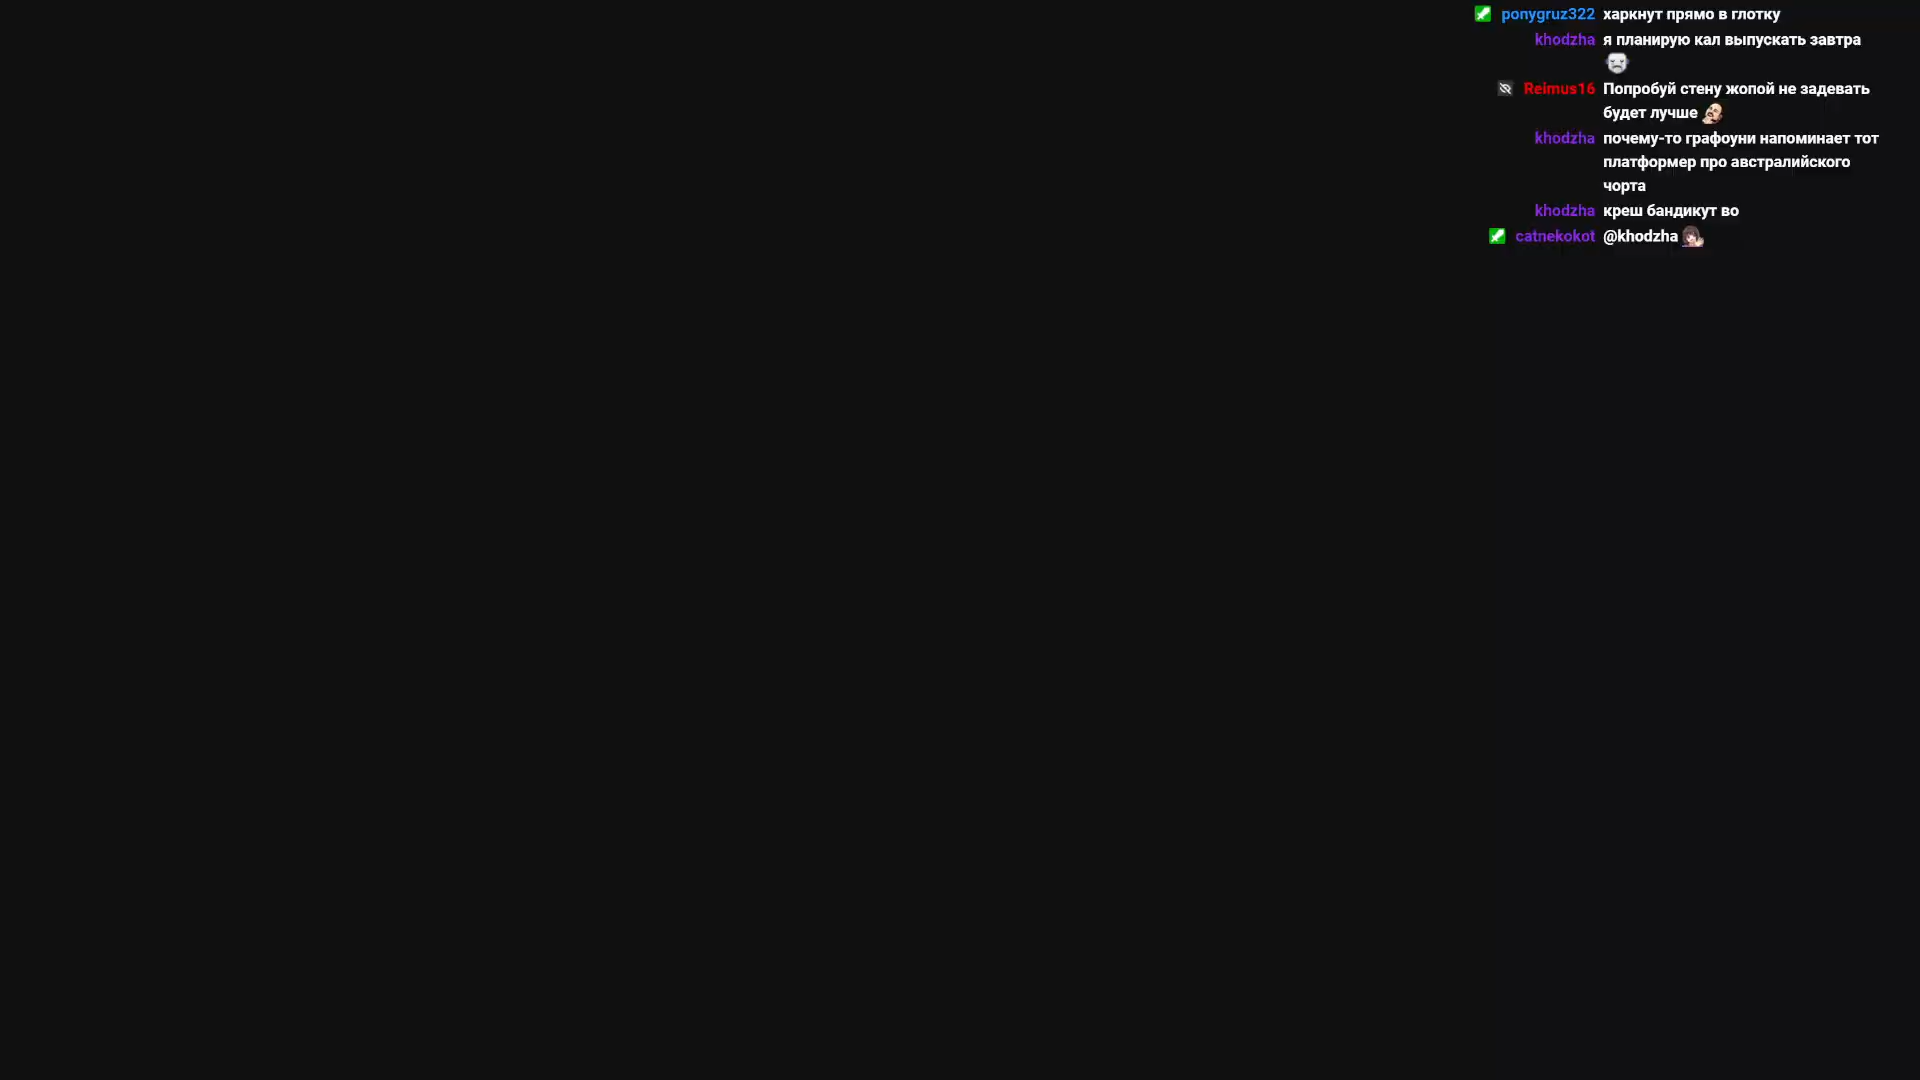 ponygruz322 харкнут прямо в глотку
khodzha я планирую кал выпускать завтра
Reimus16 Попробуй стену жопой не задевать
будет лучше
khodzha почему-то графоуни напоминает тот
платформер про австралийского
чорта
khodzha креш бандикут во
catnekokot @khodzha